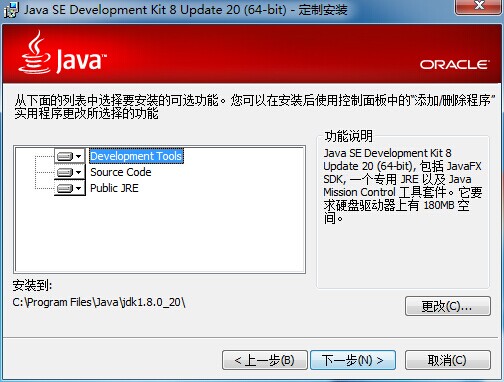 Java SE Development Kit 8 Update 20 (64-bit) - 定制安装
Java™
ORACLE
从下面的列表中选择要安装的可选功能。您可以在安装后使用控制面板中的“添加/删除程序”
实用程序更改所选择的功能
Development Tools
Source Code
Public JRE
功能说明
Java SE Development Kit 8
Update 20 (64-bit), 包括 JavaFX
SDK, 一个专用 JRE 以及 Java
Mission Control 工具套件。它要
求硬盘驱动器上有 180MB 空
间。
安装到:
C:\Program Files\Java\jdk1.8.0_20\
更改(C)...
< 上一步(B)
下一步(N) >
取消(C)